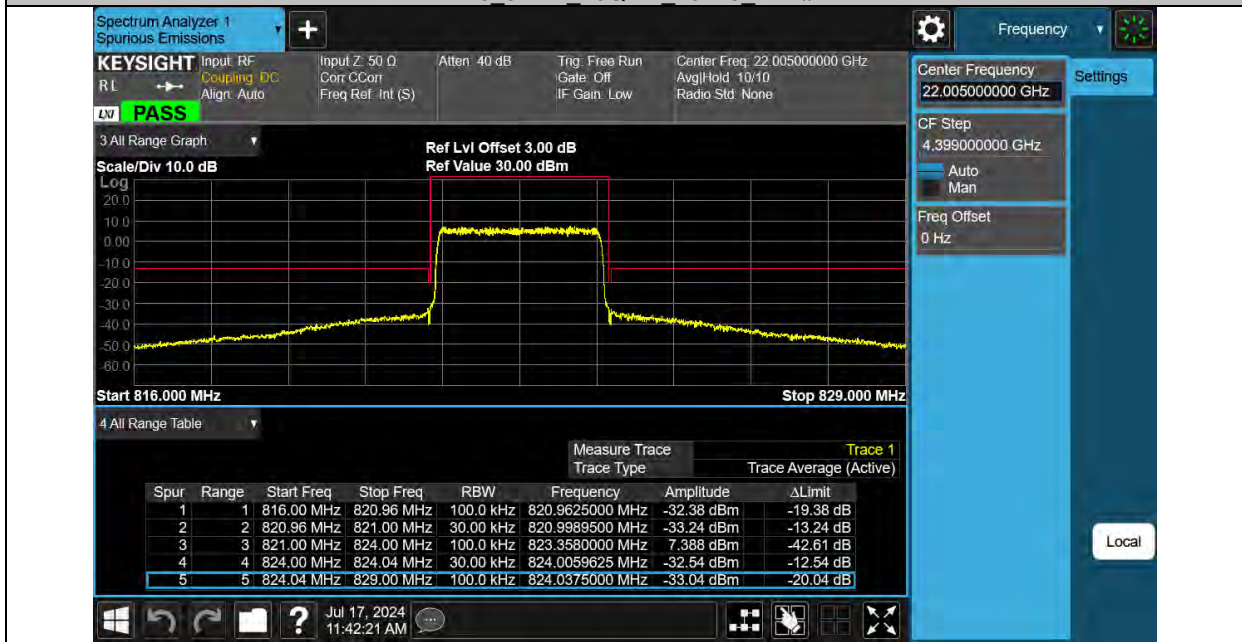 Spectrum Analyzer 1
Spurious Emissions
Frequency
KEYSIGHT
RL
LXI
PASS
Input: RF
Coupling: DC
Align: Auto
Input Z: 50 Ω
Corr CCorr
Freq Ref: Int (S)
Atten: 40 dB
Trig: Free Run
Gate: Off
IF Gain: Low
Center Freq: 22.005000000 GHz
Avg|Hold: 10/10
Radio Std: None
Center Frequency
22.005000000 GHz
Settings
CF Step
4.399000000 GHz
Auto
Man
Freq Offset
0 Hz
3 All Range Graph
Ref Lvl Offset 3.00 dB
Scale/Div 10.0 dB
Ref Value 30.00 dBm
Log
20.0
10.0
0.00
-10.0
-20.0
-30.0
-40.0
-50.0
-60.0
Start 816.000 MHz
Stop 829.000 MHz
4 All Range Table
Measure Trace Trace 1
Trace Type Trace Average (Active)
Spur Range Start Freq Stop Freq RBW Frequency Amplitude ΔLimit
1 1 816.00 MHz 820.96 MHz 100.0 kHz 820.9625000 MHz -32.38 dBm -19.38 dB
2 2 820.96 MHz 821.00 MHz 30.00 kHz 820.9989500 MHz -33.24 dBm -13.24 dB
3 3 821.00 MHz 824.00 MHz 100.0 kHz 823.3580000 MHz 7.388 dBm -42.61 dB
4 4 824.00 MHz 824.04 MHz 30.00 kHz 824.0059625 MHz -32.54 dBm -12.54 dB
5 5 824.04 MHz 829.00 MHz 100.0 kHz 824.0375000 MHz -33.04 dBm -20.04 dB
Local
Jul 17, 2024
11:42:21 AM